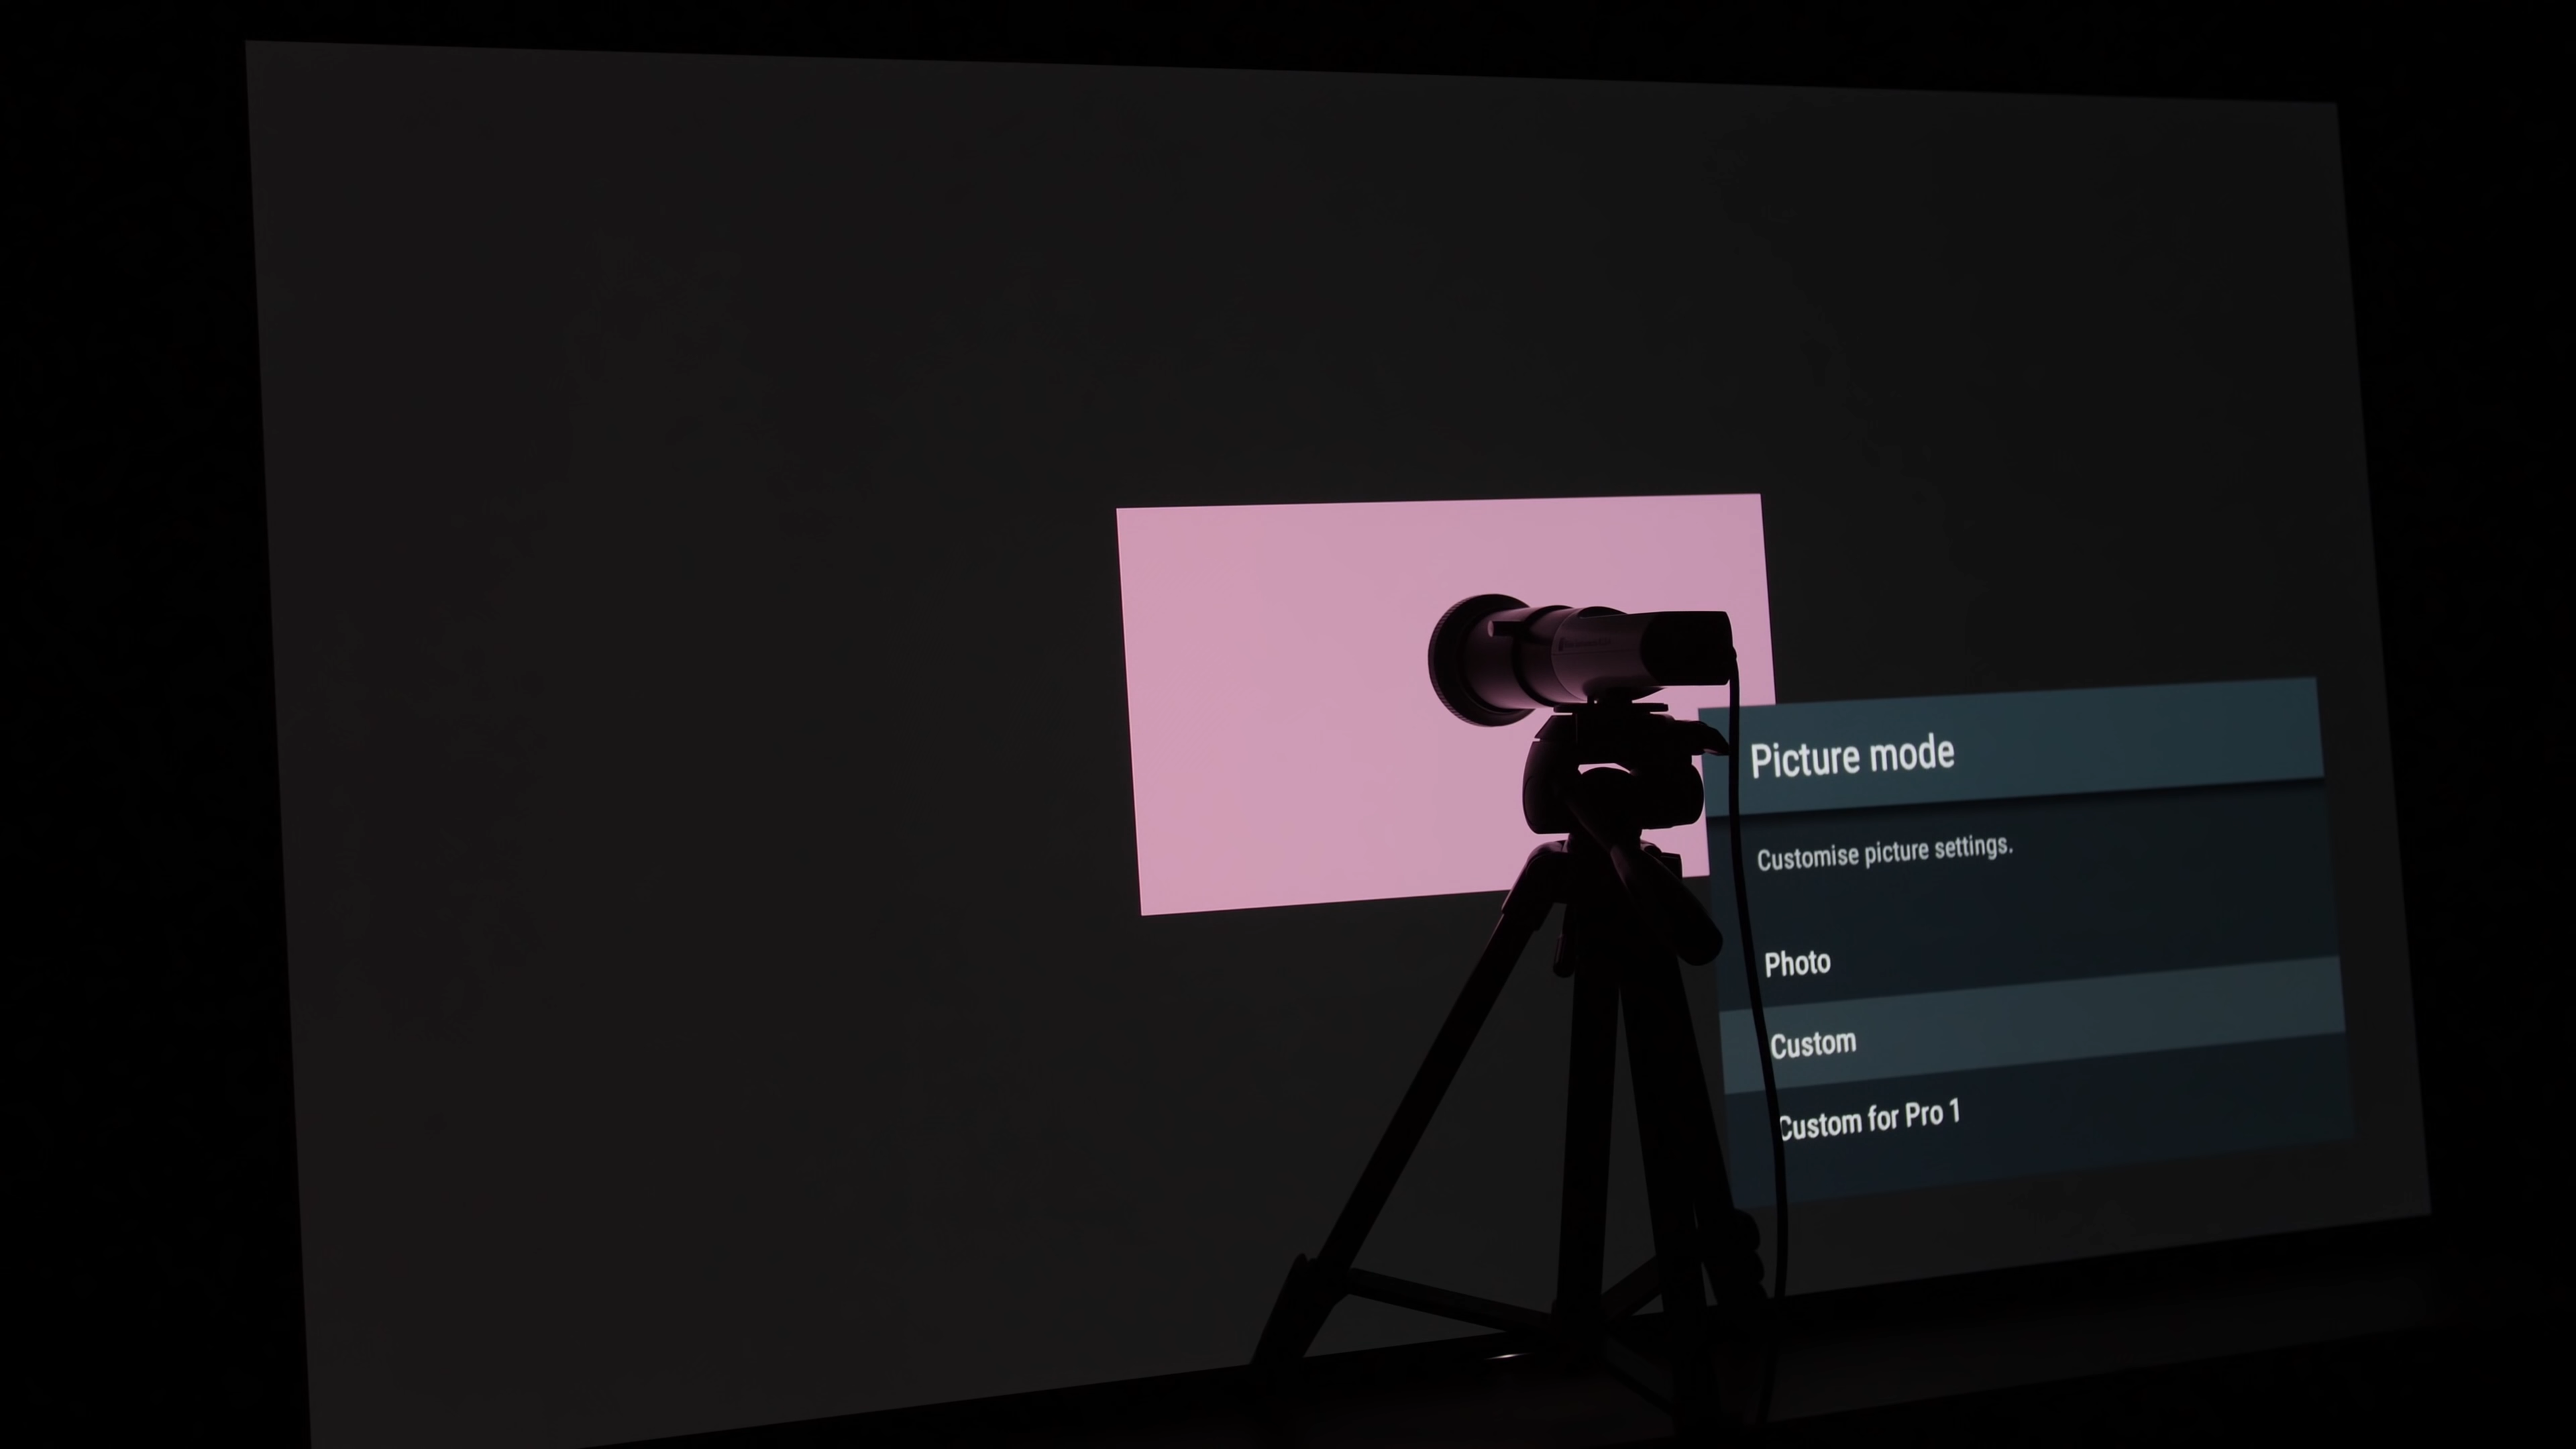 Picture mode
Customise picture settings.
Photo
Custom
Custom for Pro 1